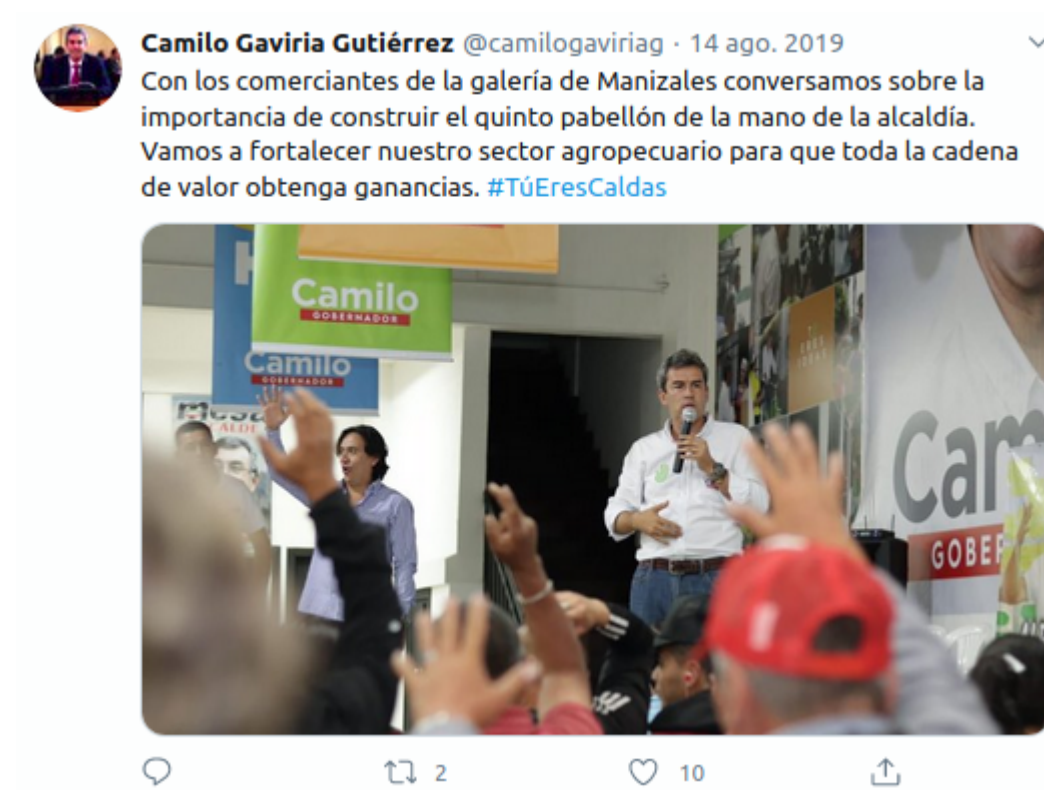 Camilo Gaviria Gutiérrez @camilogaviriag · 14 ago. 2019
Con los comerciantes de la galería de Manizales conversamos sobre la
importancia de construir el quinto pabellón de la mano de la alcaldía.
Vamos a fortalecer nuestro sector agropecuario para que toda la cadena
de valor obtenga ganancias. #TúEresCaldas
Camilo
GOBERNADOR
Camilo
GOBERNADOR
Cam
GOBER
2
10